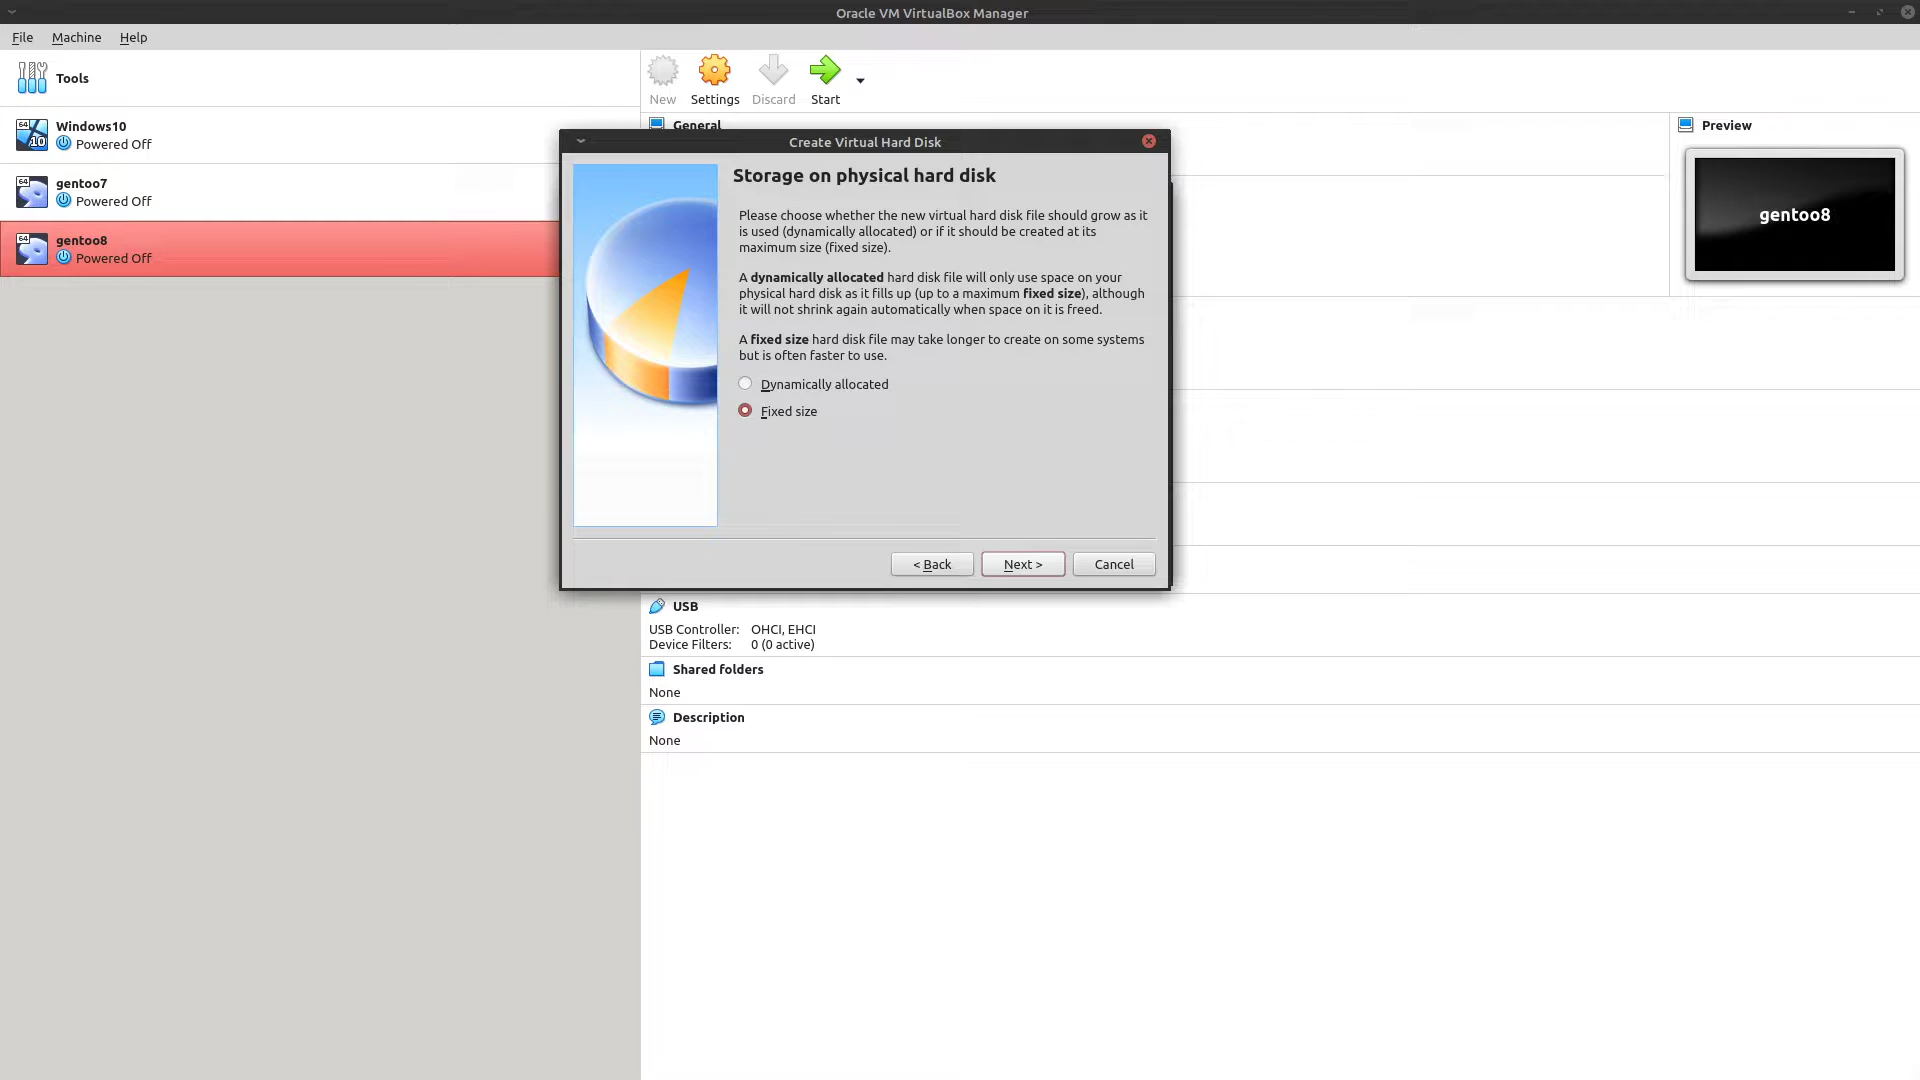 Oracle VM VirtualBox Manager
File Machine Help
Tools
New Settings Discard Start
64
10
Windows10
Powered Off
64
gentoo7
Powered Off
64
gentoo8
Powered Off
General
Preview
gentoo8
Create Virtual Hard Disk
Storage on physical hard disk
Please choose whether the new virtual hard disk file should grow as it
is used (dynamically allocated) or if it should be created at its
maximum size (fixed size).
A dynamically allocated hard disk file will only use space on your
physical hard disk as it fills up (up to a maximum fixed size), although
it will not shrink again automatically when space on it is freed.
A fixed size hard disk file may take longer to create on some systems
but is often faster to use.
Dynamically allocated
Fixed size
< Back Next > Cancel
USB
USB Controller: OHCI, EHCI
Device Filters: 0 (0 active)
Shared folders
None
Description
None